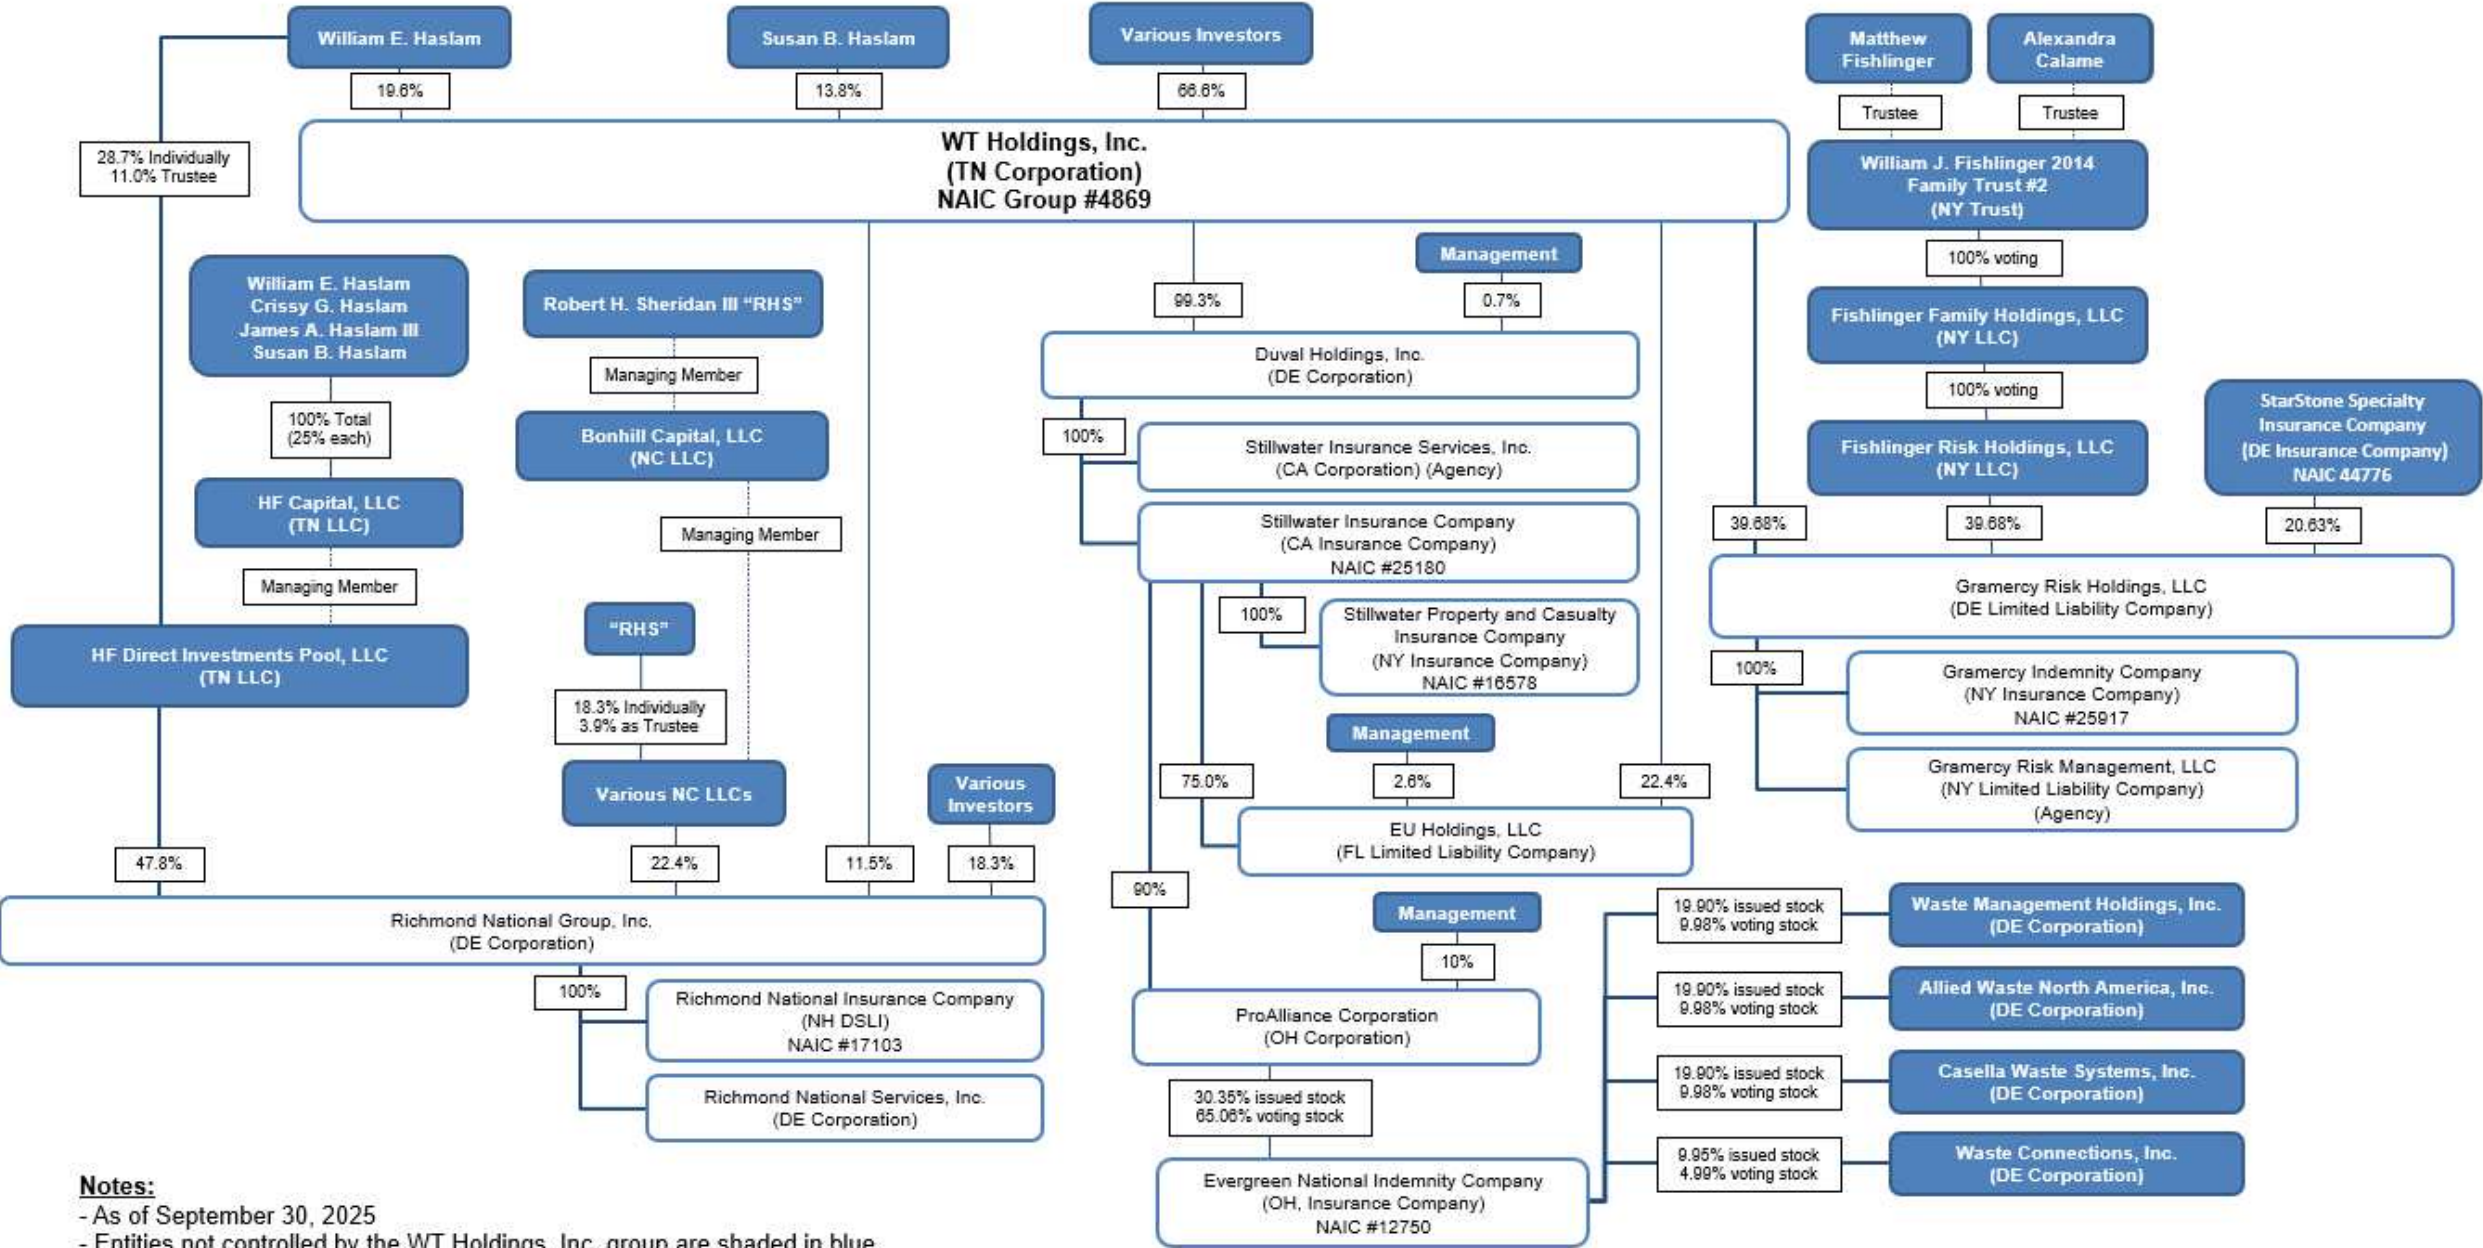 William E. Haslam
19.6%
Susan B. Haslam
13.8%
Various Investors
66.6%
Matthew
Fishlinger
Trustee
Alexandra
Calame
Trustee
28.7% Individually
11.0% Trustee
WT Holdings, Inc.
(TN Corporation)
NAIC Group #4869
William J. Fishlinger 2014
Family Trust #2
(NY Trust)
100% voting
Fishlinger Family Holdings, LLC
(NY LLC)
100% voting
Fishlinger Risk Holdings, LLC
(NY LLC)
StarStone Specialty
Insurance Company
(DE Insurance Company)
NAIC 44776
39.68%
39.68%
20.63%
Gramercy Risk Holdings, LLC
(DE Limited Liability Company)
100%
Gramercy Indemnity Company
(NY Insurance Company)
NAIC #25917
Gramercy Risk Management, LLC
(NY Limited Liability Company)
(Agency)
William E. Haslam
Crissy G. Haslam
James A. Haslam III
Susan B. Haslam
100% Total
(25% each)
HF Capital, LLC
(TN LLC)
Managing Member
HF Direct Investments Pool, LLC
(TN LLC)
47.8%
Robert H. Sheridan III “RHS”
Managing Member
Bonhill Capital, LLC
(NC LLC)
Managing Member
“RHS”
18.3% Individually
3.9% as Trustee
Various NC LLCs
22.4%
11.5%
Various
Investors
18.3%
Richmond National Group, Inc.
(DE Corporation)
100%
Richmond National Insurance Company
(NH DSLI)
NAIC #17103
Richmond National Services, Inc.
(DE Corporation)
99.3%
Management
0.7%
Duval Holdings, Inc.
(DE Corporation)
100%
Stillwater Insurance Services, Inc.
(CA Corporation) (Agency)
Stillwater Insurance Company
(CA Insurance Company)
NAIC #25180
100%
Stillwater Property and Casualty
Insurance Company
(NY Insurance Company)
NAIC #16578
Management
75.0%
2.6%
22.4%
EU Holdings, LLC
(FL Limited Liability Company)
90%
Management
10%
ProAlliance Corporation
(OH Corporation)
30.35% issued stock
65.06% voting stock
Evergreen National Indemnity Company
(OH, Insurance Company)
NAIC #12750
19.90% issued stock
9.98% voting stock
Waste Management Holdings, Inc.
(DE Corporation)
19.90% issued stock
9.98% voting stock
Allied Waste North America, Inc.
(DE Corporation)
19.90% issued stock
9.98% voting stock
Casella Waste Systems, Inc.
(DE Corporation)
9.95% issued stock
4.99% voting stock
Waste Connections, Inc.
(DE Corporation)
Notes:
- As of September 30, 2025
- Entities not controlled by the WT Holdings, Inc. group are shaded in blue